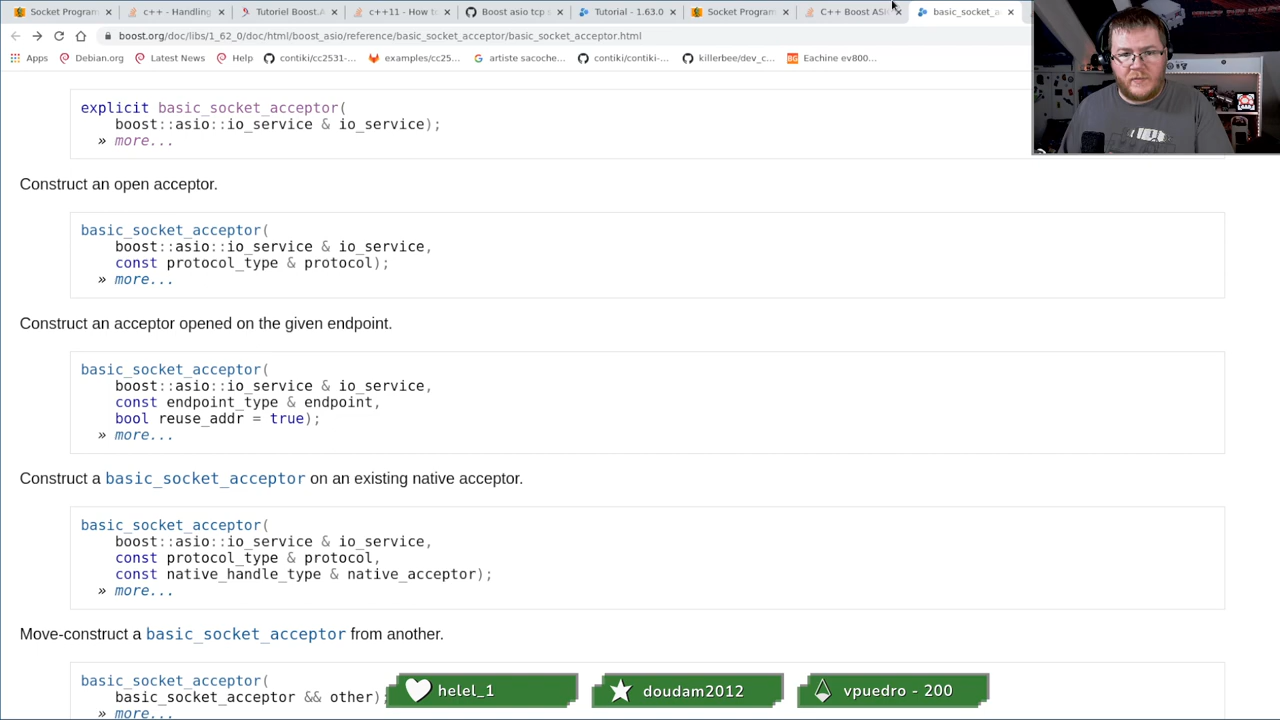 Socket Program
c++ - Handling
Tutoriel Boost.A
c++11 - How to
Boost asio tcp s
Tutorial - 1.63.0
Socket Program
C++ Boost ASI
basic_socket_a
boost.org/doc/libs/1_62_0/doc/html/boost_asio/reference/basic_socket_acceptor/basic_socket_acceptor.html
Apps
Debian.org
Latest News
Help
contiki/cc2531-...
examples/cc25...
artiste sacoche...
contiki/contiki-...
killerbee/dev_c...
Eachine ev800...
explicit basic_socket_acceptor(
boost::asio::io_service & io_service);
» more...
Construct an open acceptor.
basic_socket_acceptor(
boost::asio::io_service & io_service,
const protocol_type & protocol);
» more...
Construct an acceptor opened on the given endpoint.
basic_socket_acceptor(
boost::asio::io_service & io_service,
const endpoint_type & endpoint,
bool reuse_addr = true);
» more...
Construct a basic_socket_acceptor on an existing native acceptor.
basic_socket_acceptor(
boost::asio::io_service & io_service,
const protocol_type & protocol,
const native_handle_type & native_acceptor);
» more...
Move-construct a basic_socket_acceptor from another.
basic_socket_acceptor(
basic_socket_acceptor && other);
» more...
helel_1
doudam2012
vpuedro - 200